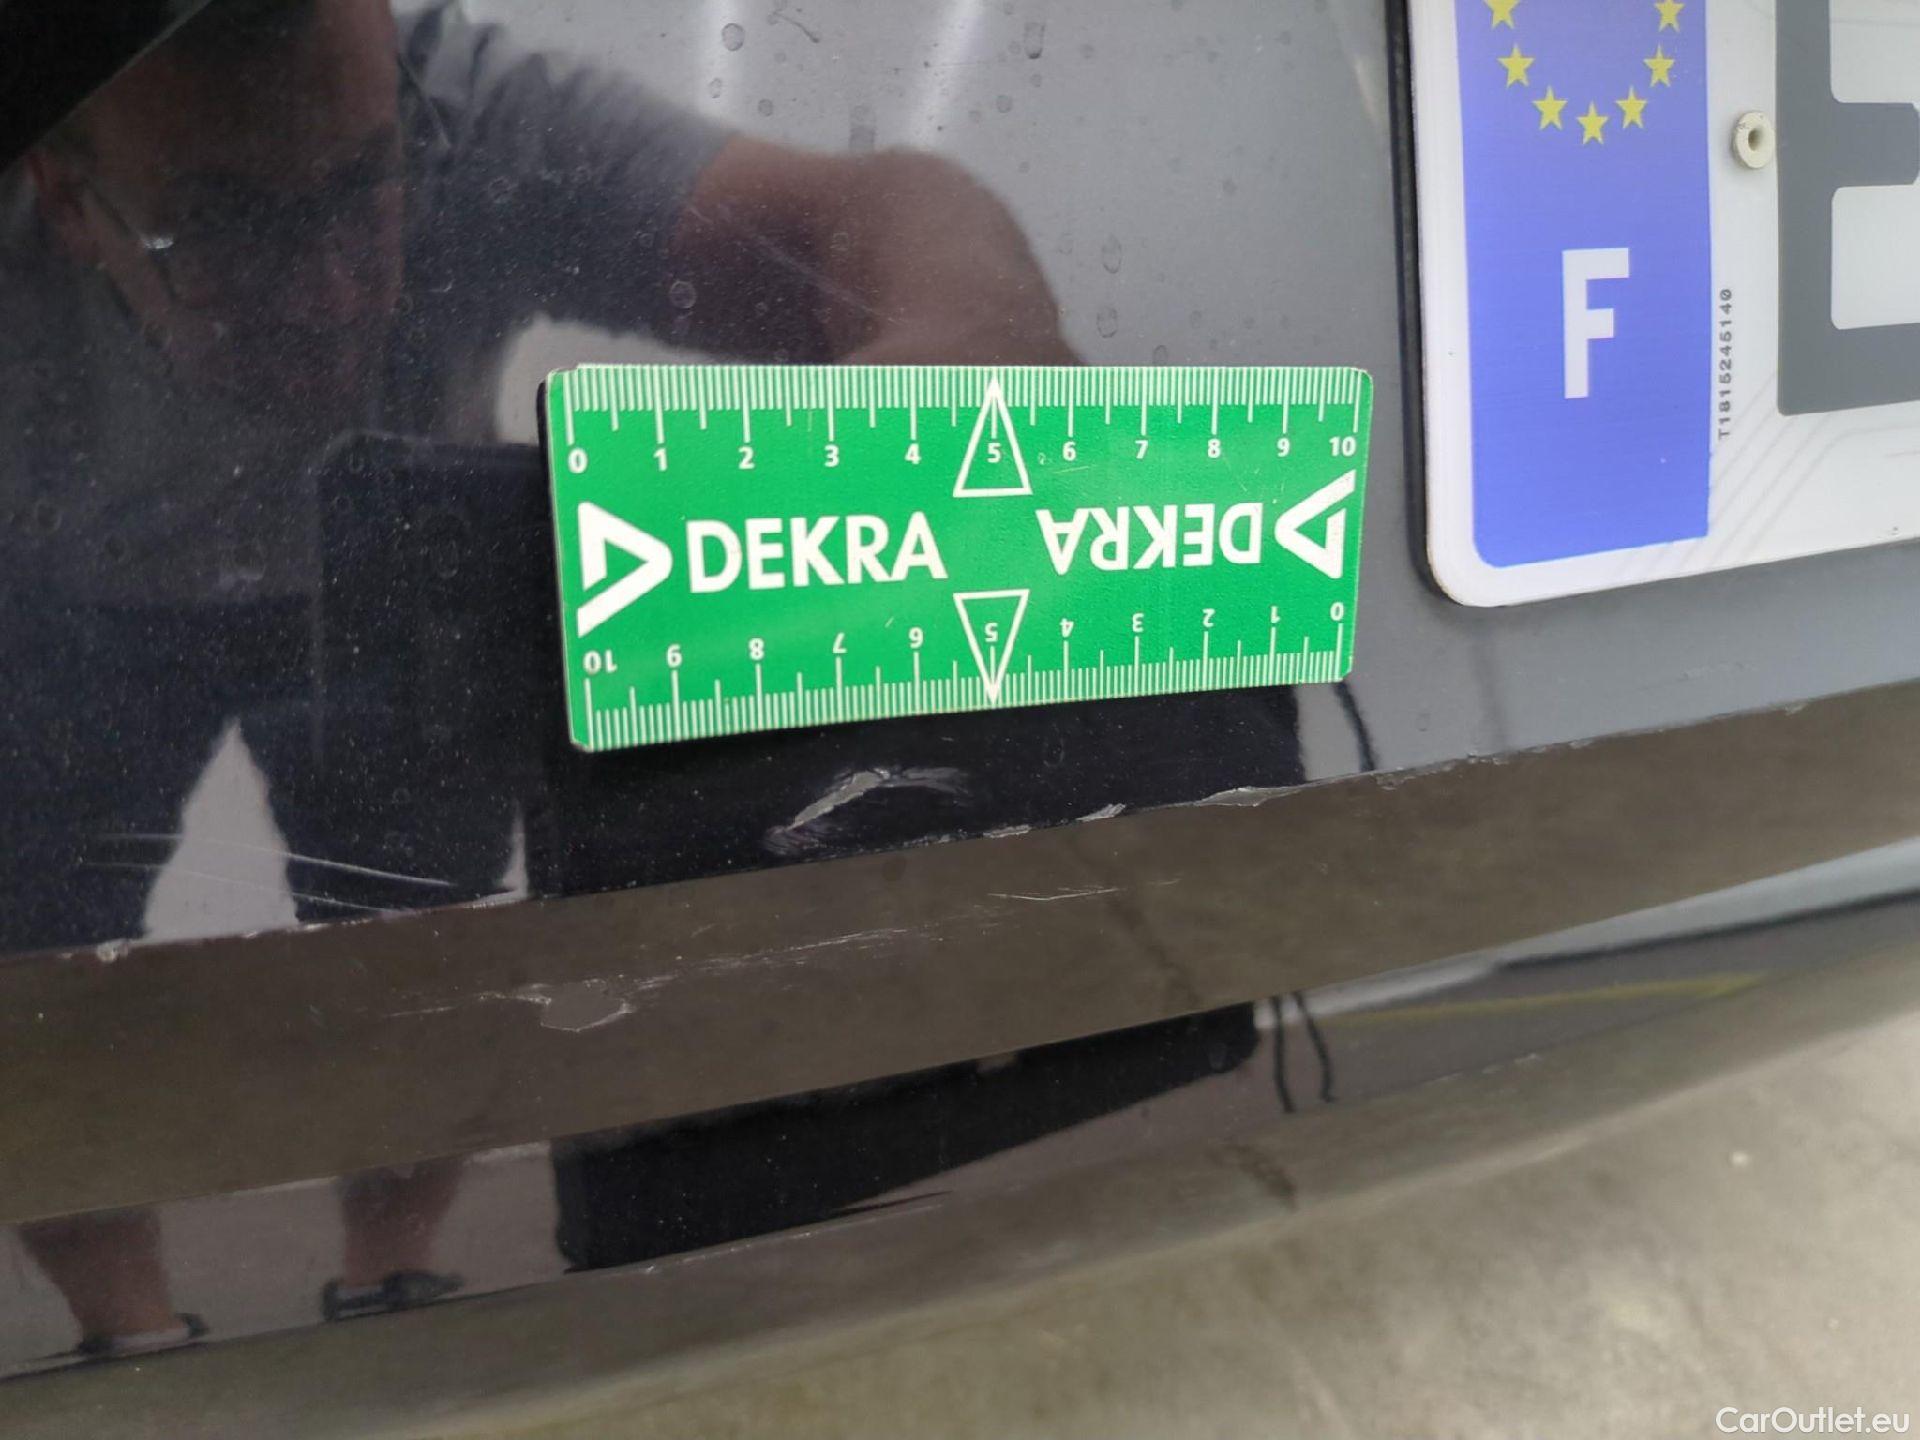 0 1 2 3 4 5 6 7 8 9 10
DEKRA
DEKRA
10 9 8 7 6 5 4 3 2 1 0
F
T1815245140
E
CarOutlet.eu